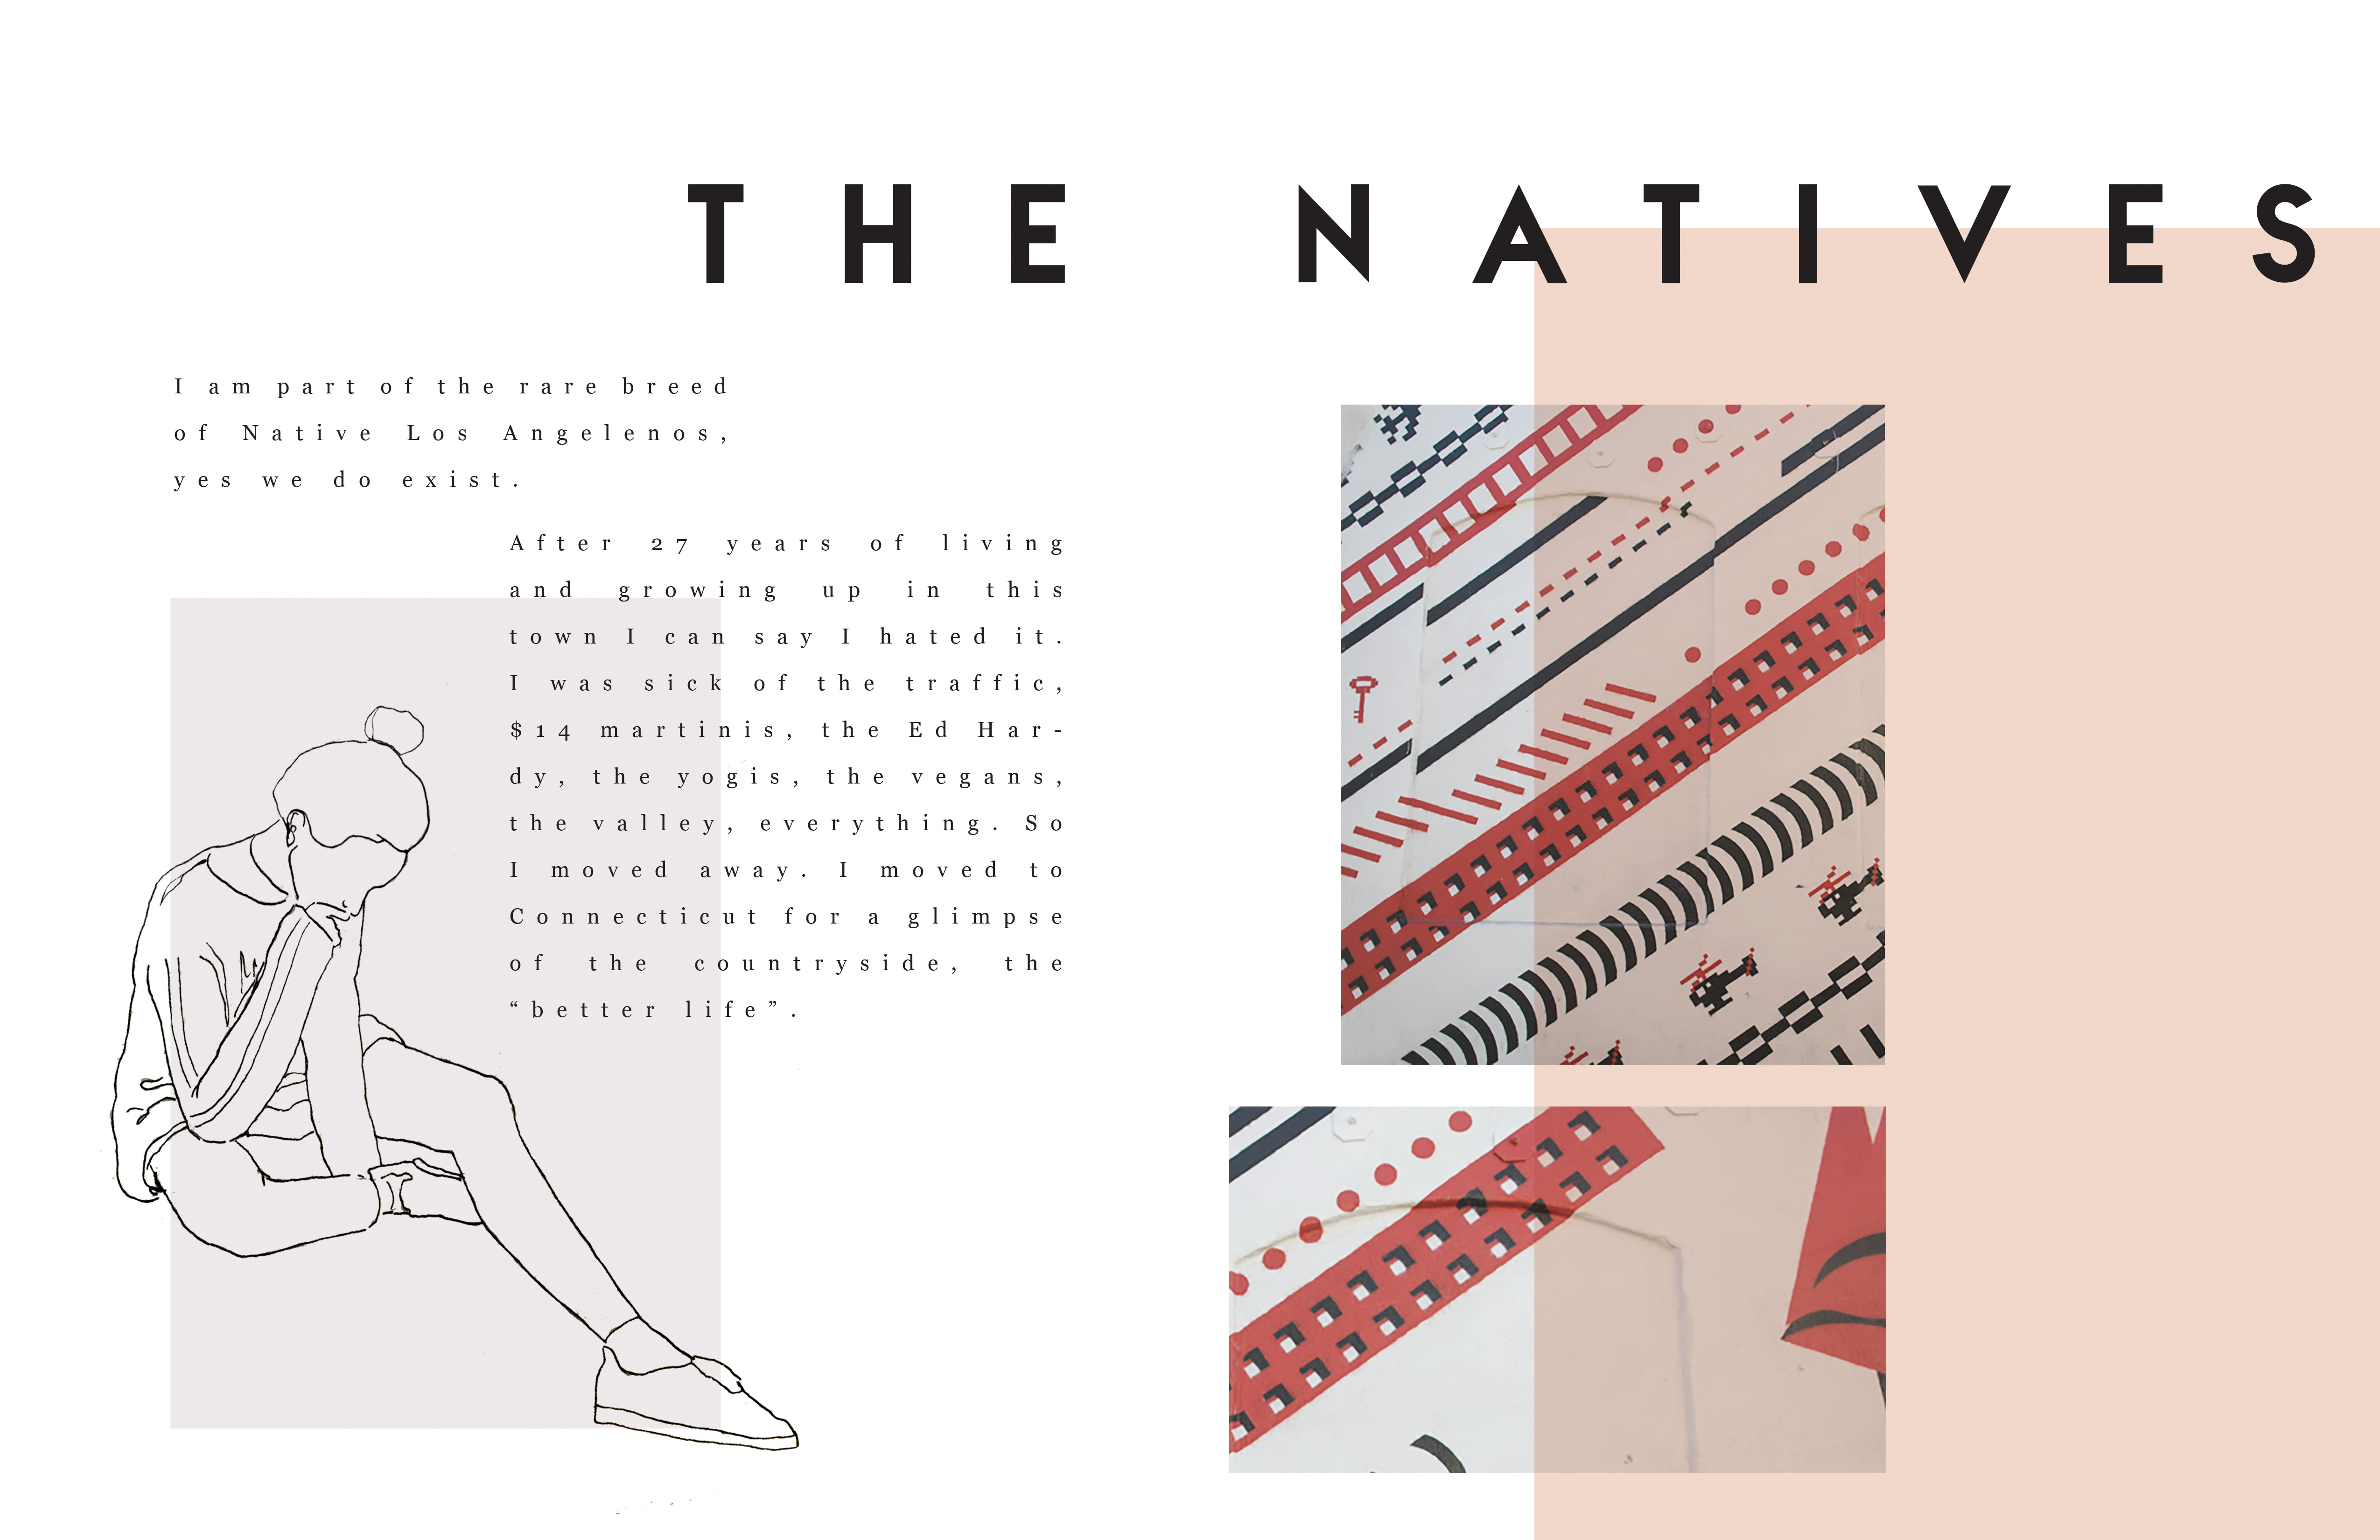 THE NATIVES
I am part of the rare breed
of Native Los Angelenos,
yes we do exist.
After 27 years of living
and growing up in this
town I can say I hated it.
I was sick of the traffic,
$14 martinis, the Ed Har-
dy, the yogis, the vegans,
the valley, everything. So
I moved away. I moved to
Connecticut for a glimpse
of the countryside, the
“better life”.